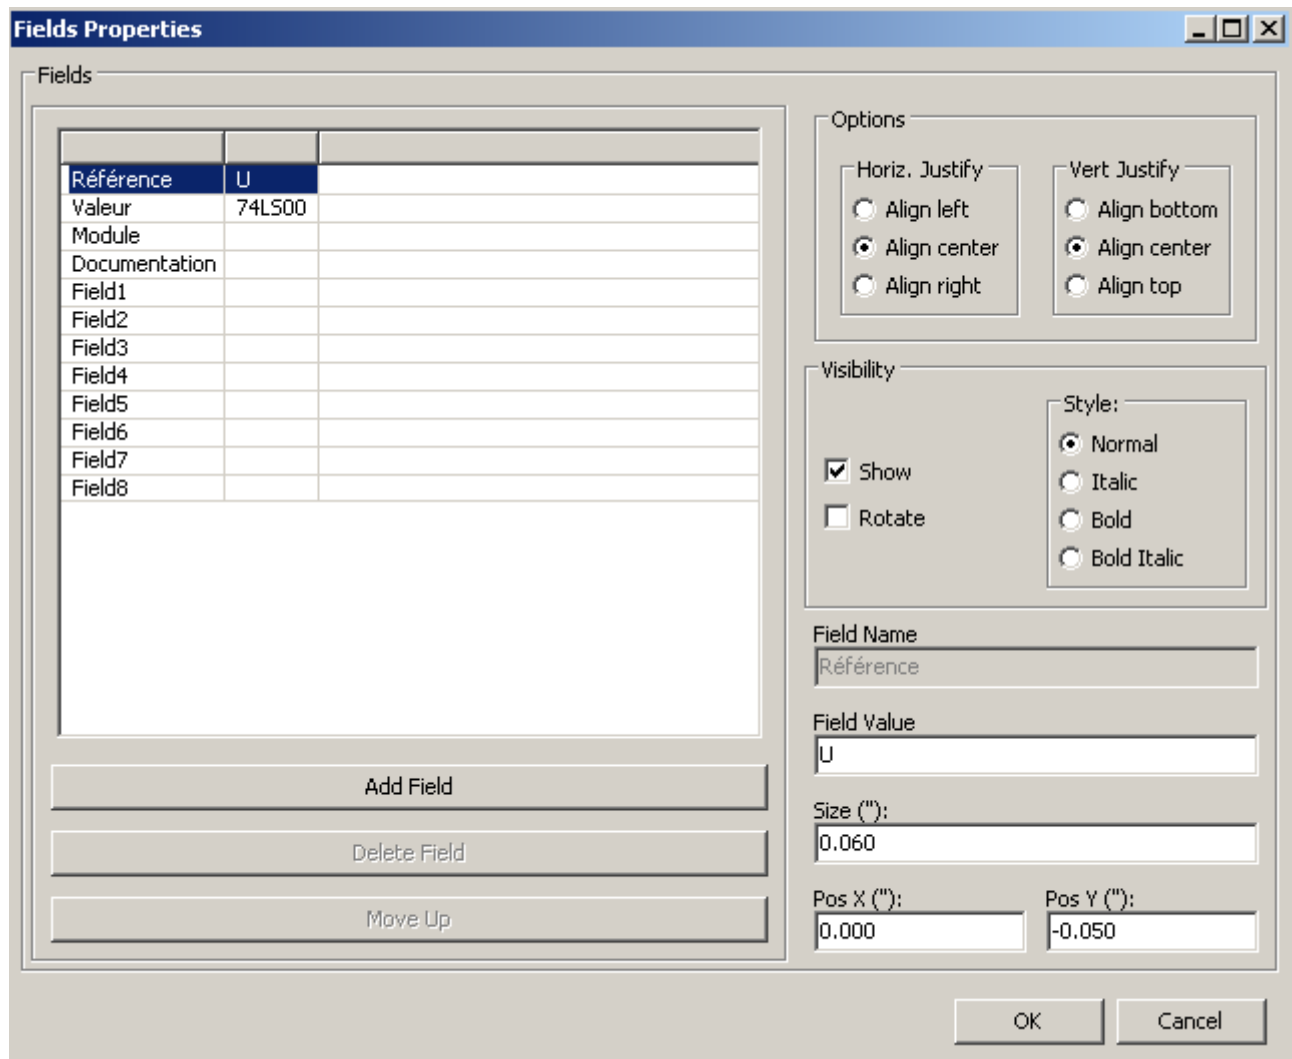 Fields Properties
Fields
Référence U
Valeur 74LS00
Module
Documentation
Field1
Field2
Field3
Field4
Field5
Field6
Field7
Field8
Add Field
Delete Field
Move Up
Options
Horiz. Justify
Align left
Align center
Align right
Vert Justify
Align bottom
Align center
Align top
Visibility
Show
Rotate
Style:
Normal
Italic
Bold
Bold Italic
Field Name
Référence
Field Value
U
Size ("):
0.060
Pos X ("):
0.000
Pos Y ("):
-0.050
OK
Cancel